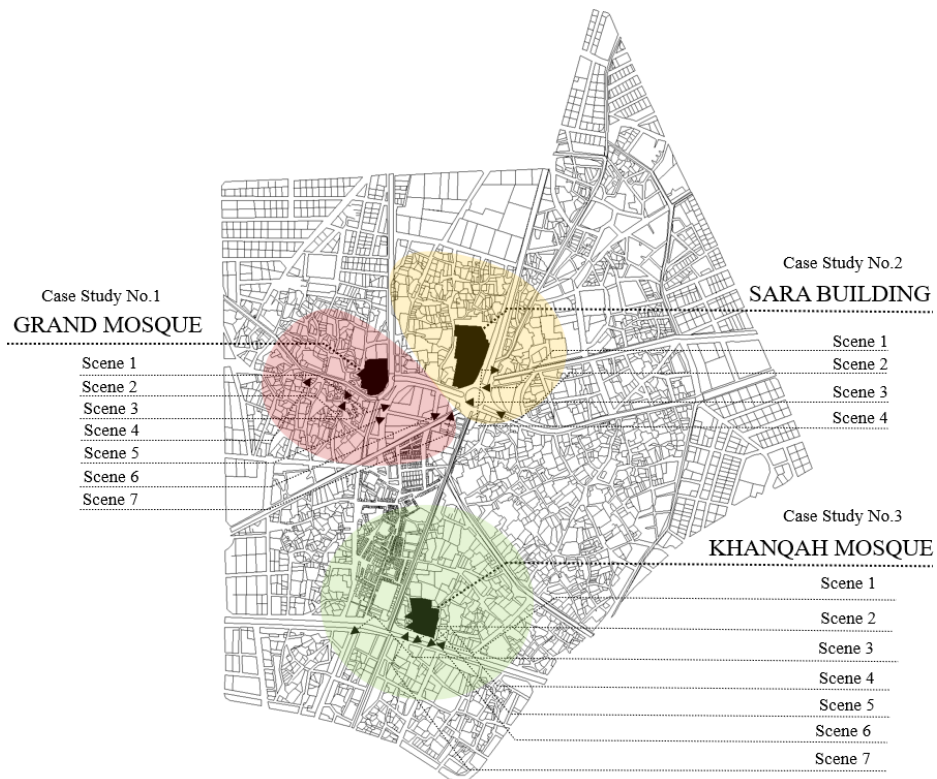 Case Study No.1
GRAND MOSQUE
Scene 1
Scene 2
Scene 3
Scene 4
Scene 5
Scene 6
Scene 7
Case Study No.2
SARA BUILDING
Scene 1
Scene 2
Scene 3
Scene 4
Case Study No.3
KHANQAH MOSQUE
Scene 1
Scene 2
Scene 3
Scene 4
Scene 5
Scene 6
Scene 7